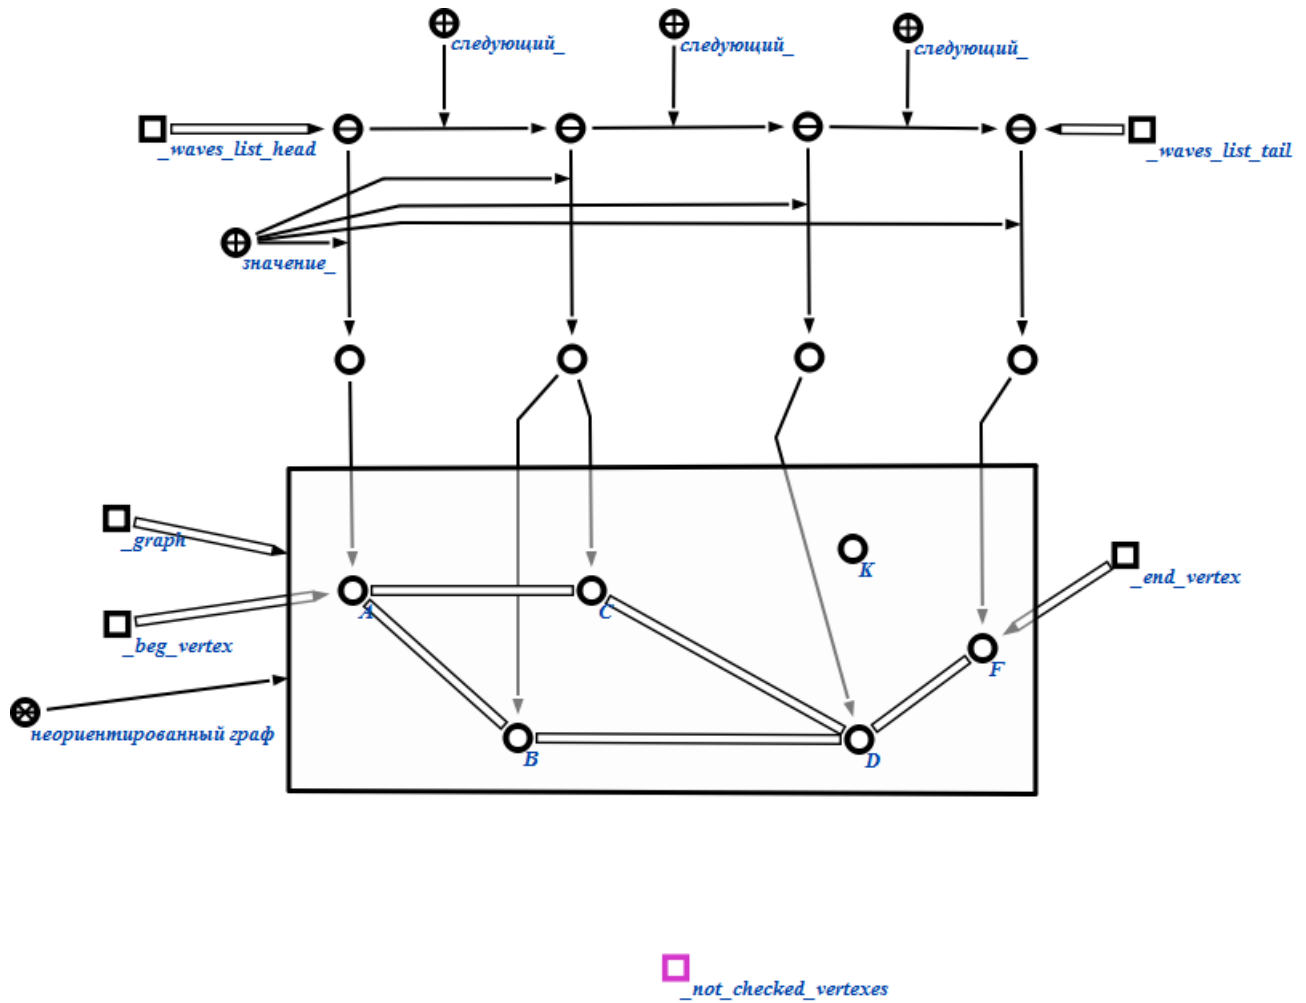 следующий_
следующий_
следующий_
_waves_list_head
_waves_list_tail
значение_
_graph
K
_end_vertex
A
C
_beg_vertex
F
неориентированный граф
B
D
_not_checked_vertexes